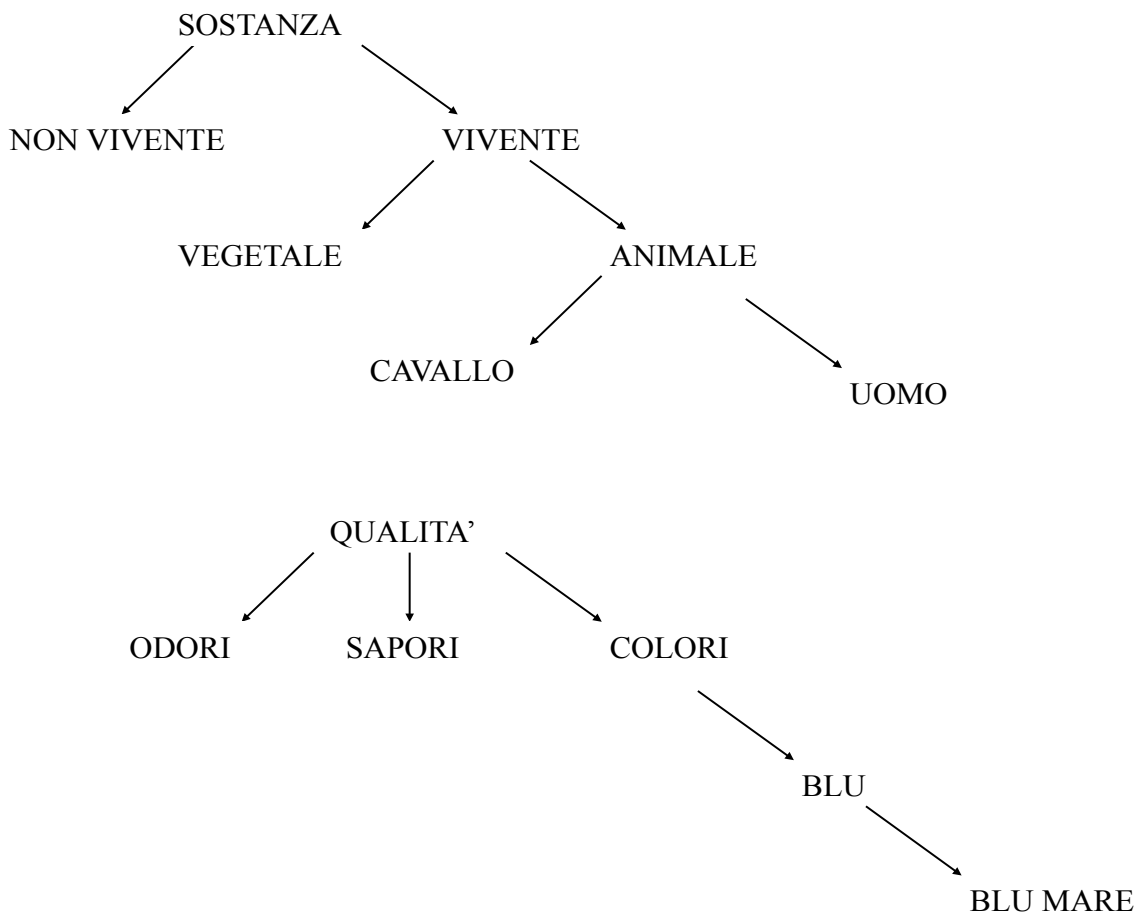 SOSTANZA
NON VIVENTE VIVENTE
VEGETALE ANIMALE
CAVALLO
UOMO
QUALITA’
ODORI SAPORI COLORI
BLU
BLU MARE